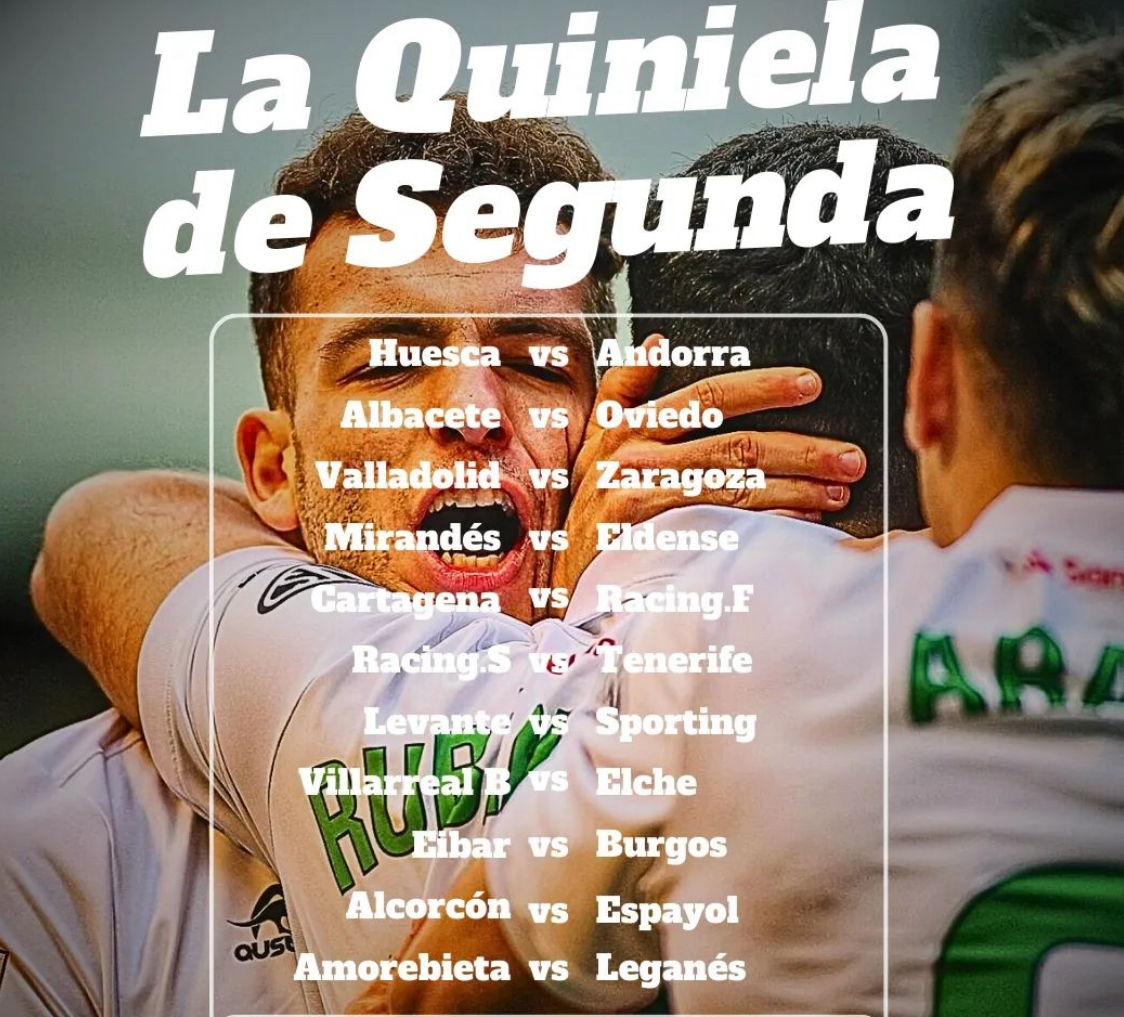 La Quiniela
de Segunda
Huesca vs Andorra
Albacete vs Oviedo
Valladolid vs Zaragoza
Mirandés vs Eldense
Cartagena vs Racing.F
Racing.S vs Tenerife
Levante vs Sporting
Villarreal B vs Elche
Eibar vs Burgos
Alcorcón vs Espayol
Amorebieta vs Leganés